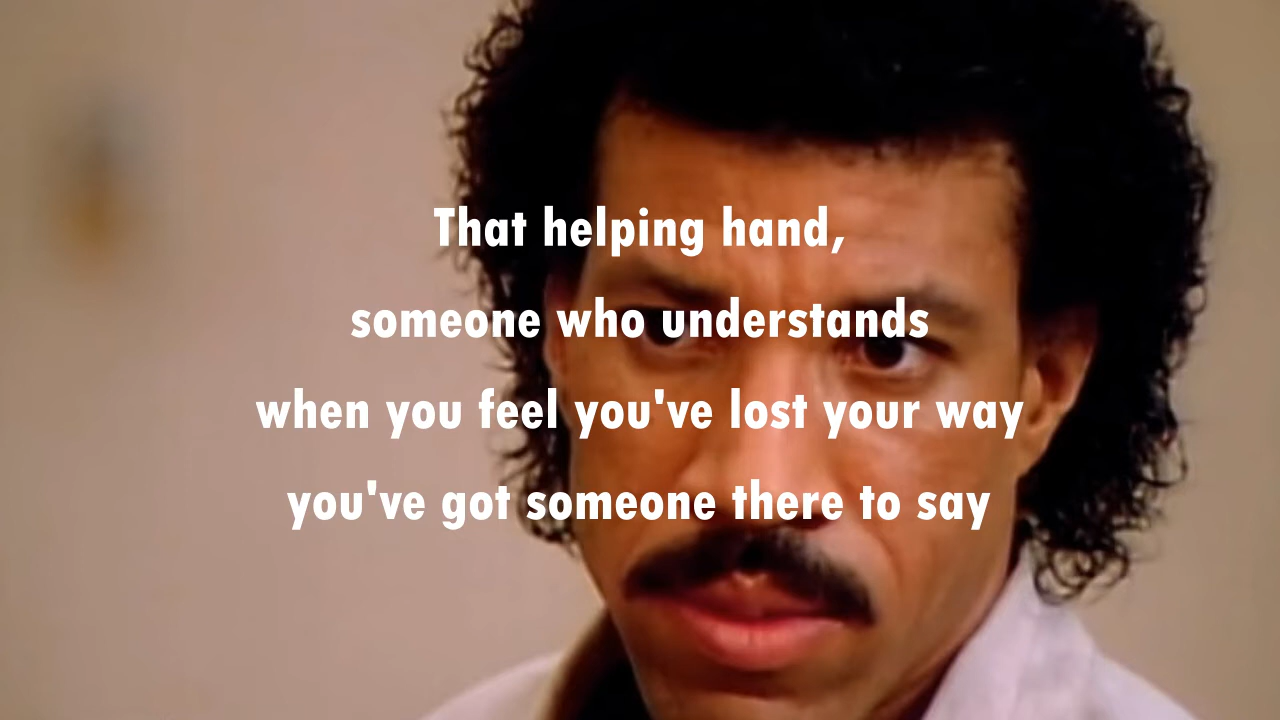 That helping hand,
someone who understands
when you feel you've lost your way
you've got someone there to say